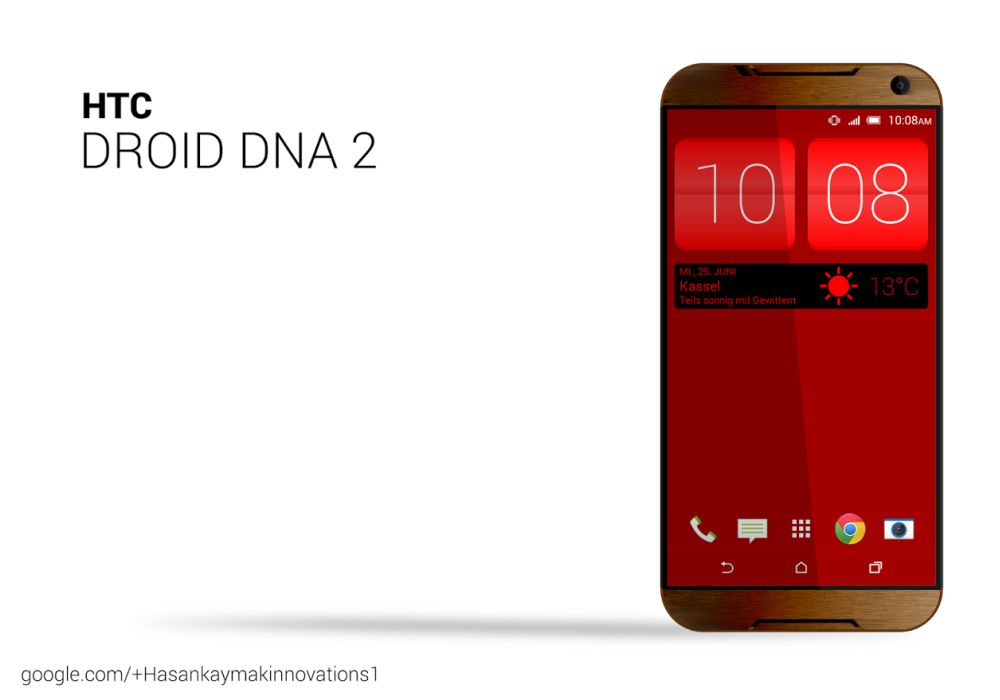 HTC
DROID DNA 2
10:08AM
10 08
MI., 25. JUNI
Kassel
13°C
Teils sonnig mit Gewittern
google.com/+Hasankaymakinnovations1